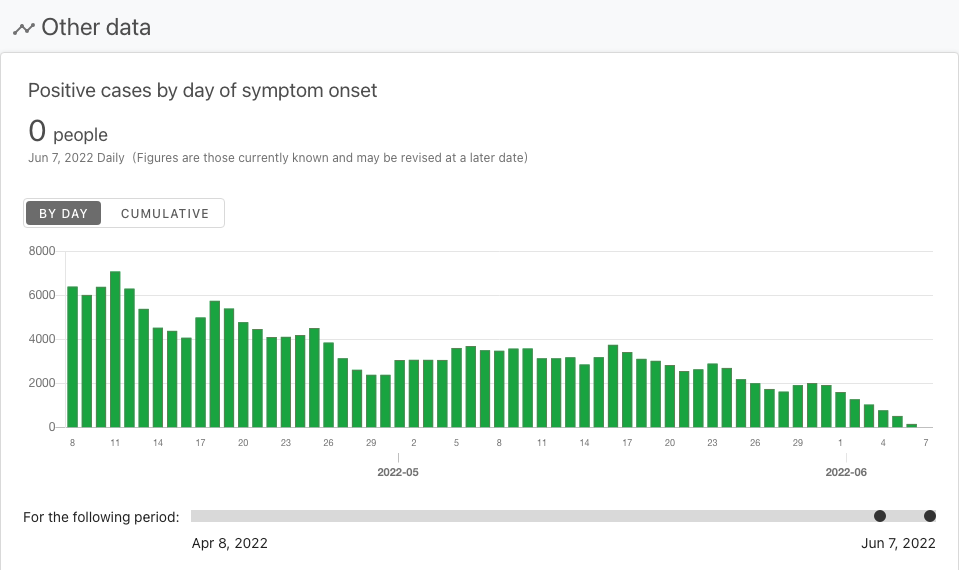 Other data
Positive cases by day of symptom onset
0 people
Jun 7, 2022 Daily (Figures are those currently known and may be revised at a later date)
BY DAY CUMULATIVE
8000
6000
4000
2000
0
8 11 14 17 20 23 26 29 2 5 8 11 14 17 20 23 26 29 1 4 7
2022-05 2022-06
For the following period:
Apr 8, 2022 Jun 7, 2022